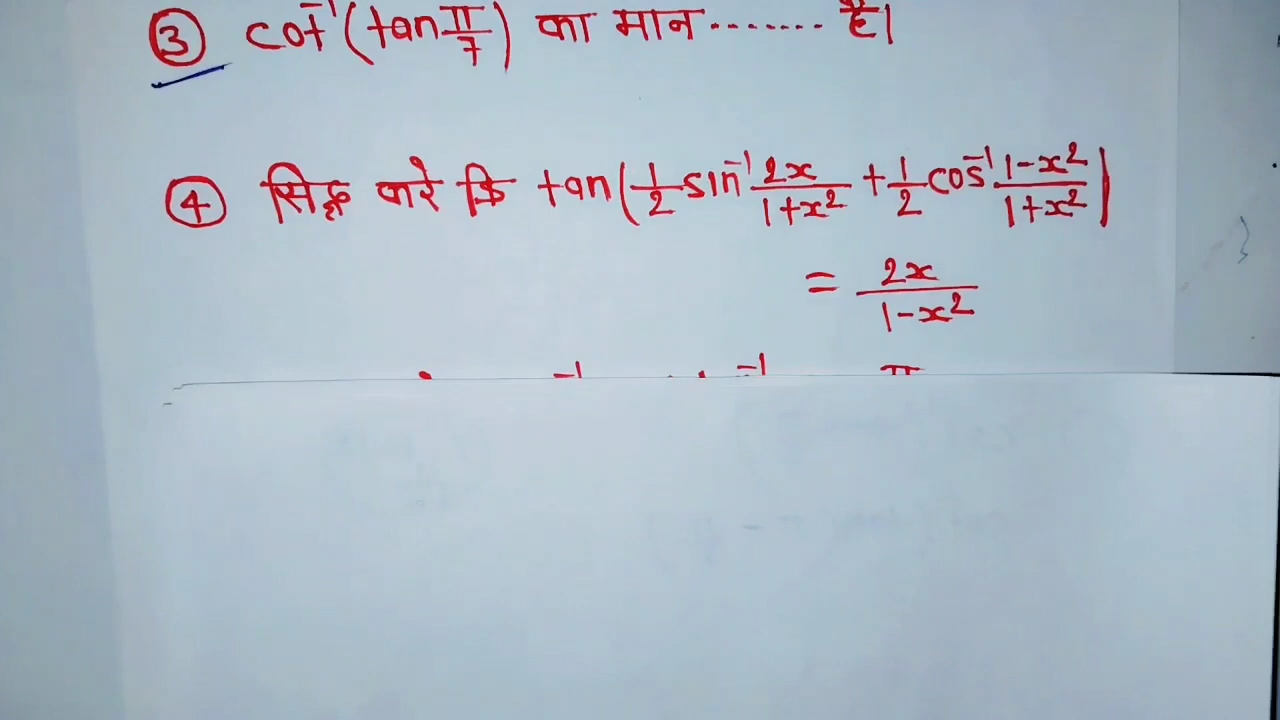 ③ cot⁻¹(tan π/7) का मान ....... है।
④ सिद्ध करे कि tan(1/2 sin⁻¹ 2x/1+x² + 1/2 cos⁻¹ 1-x²/1+x²)
= 2x/1-x²